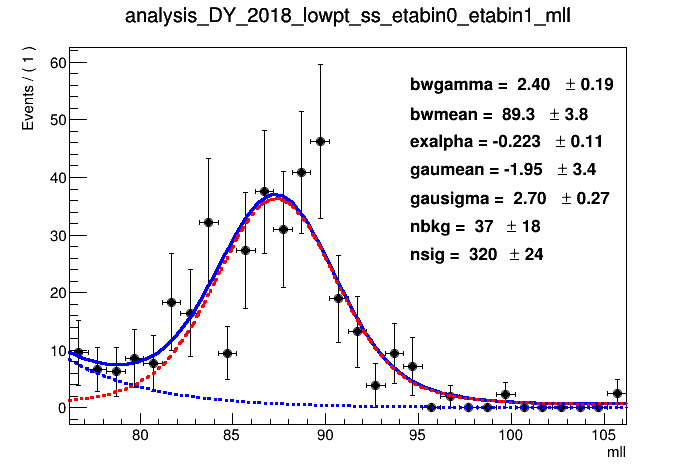 analysis_DY_2018_lowpt_ss_etabin0_etabin1_mll
Events / ( 1 )
60
50
40
30
20
10
0
bwgamma = 2.40 ± 0.19
bwmean = 89.3 ± 3.8
exalpha = -0.223 ± 0.11
gaumean = -1.95 ± 3.4
gausigma = 2.70 ± 0.27
nbkg = 37 ± 18
nsig = 320 ± 24
80 85 90 95 100 105
mll